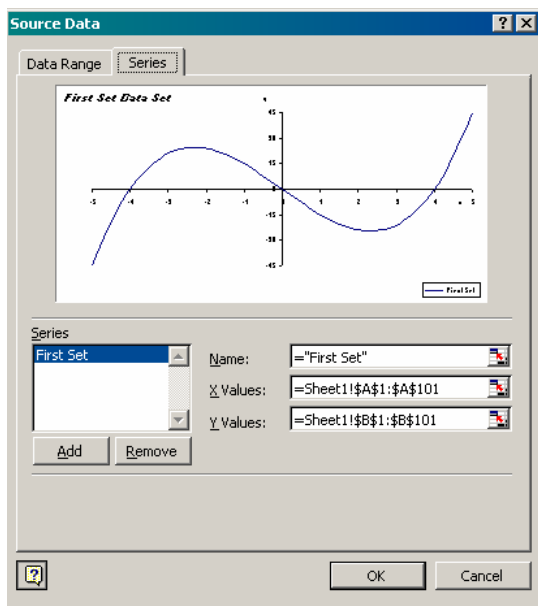 Source Data
Data Range Series
First Set Data Set
45
30
15
-5 -4 -3 -2 -1 0 1 2 3 4 5
-15
-30
-45
First Set
Series
First Set
Name: ="First Set"
X Values: =Sheet1!$A$1:$A$101
Y Values: =Sheet1!$B$1:$B$101
Add Remove
OK Cancel